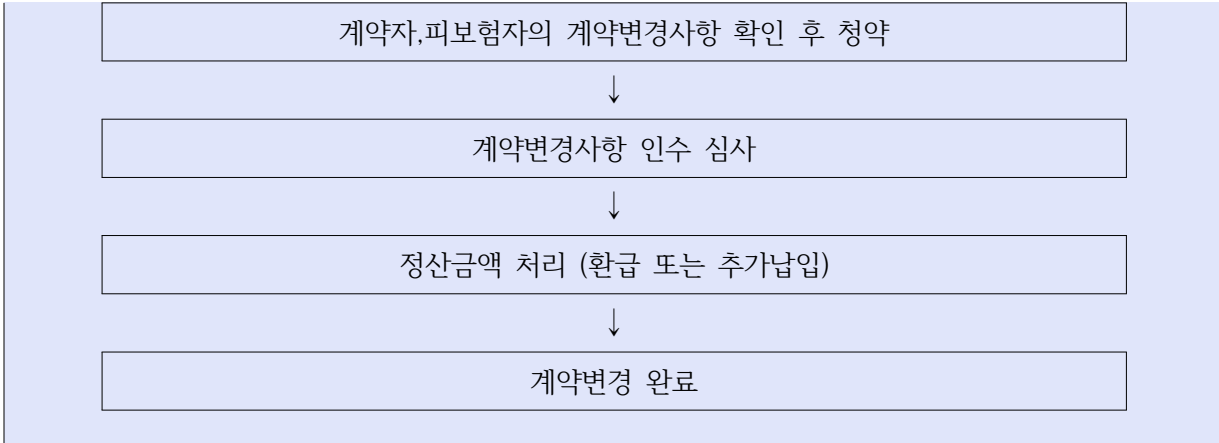 계약자,피보험자의 계약변경사항 확인 후 청약
↓
계약변경사항 인수 심사
↓
정산금액 처리 (환급 또는 추가납입)
↓
계약변경 완료